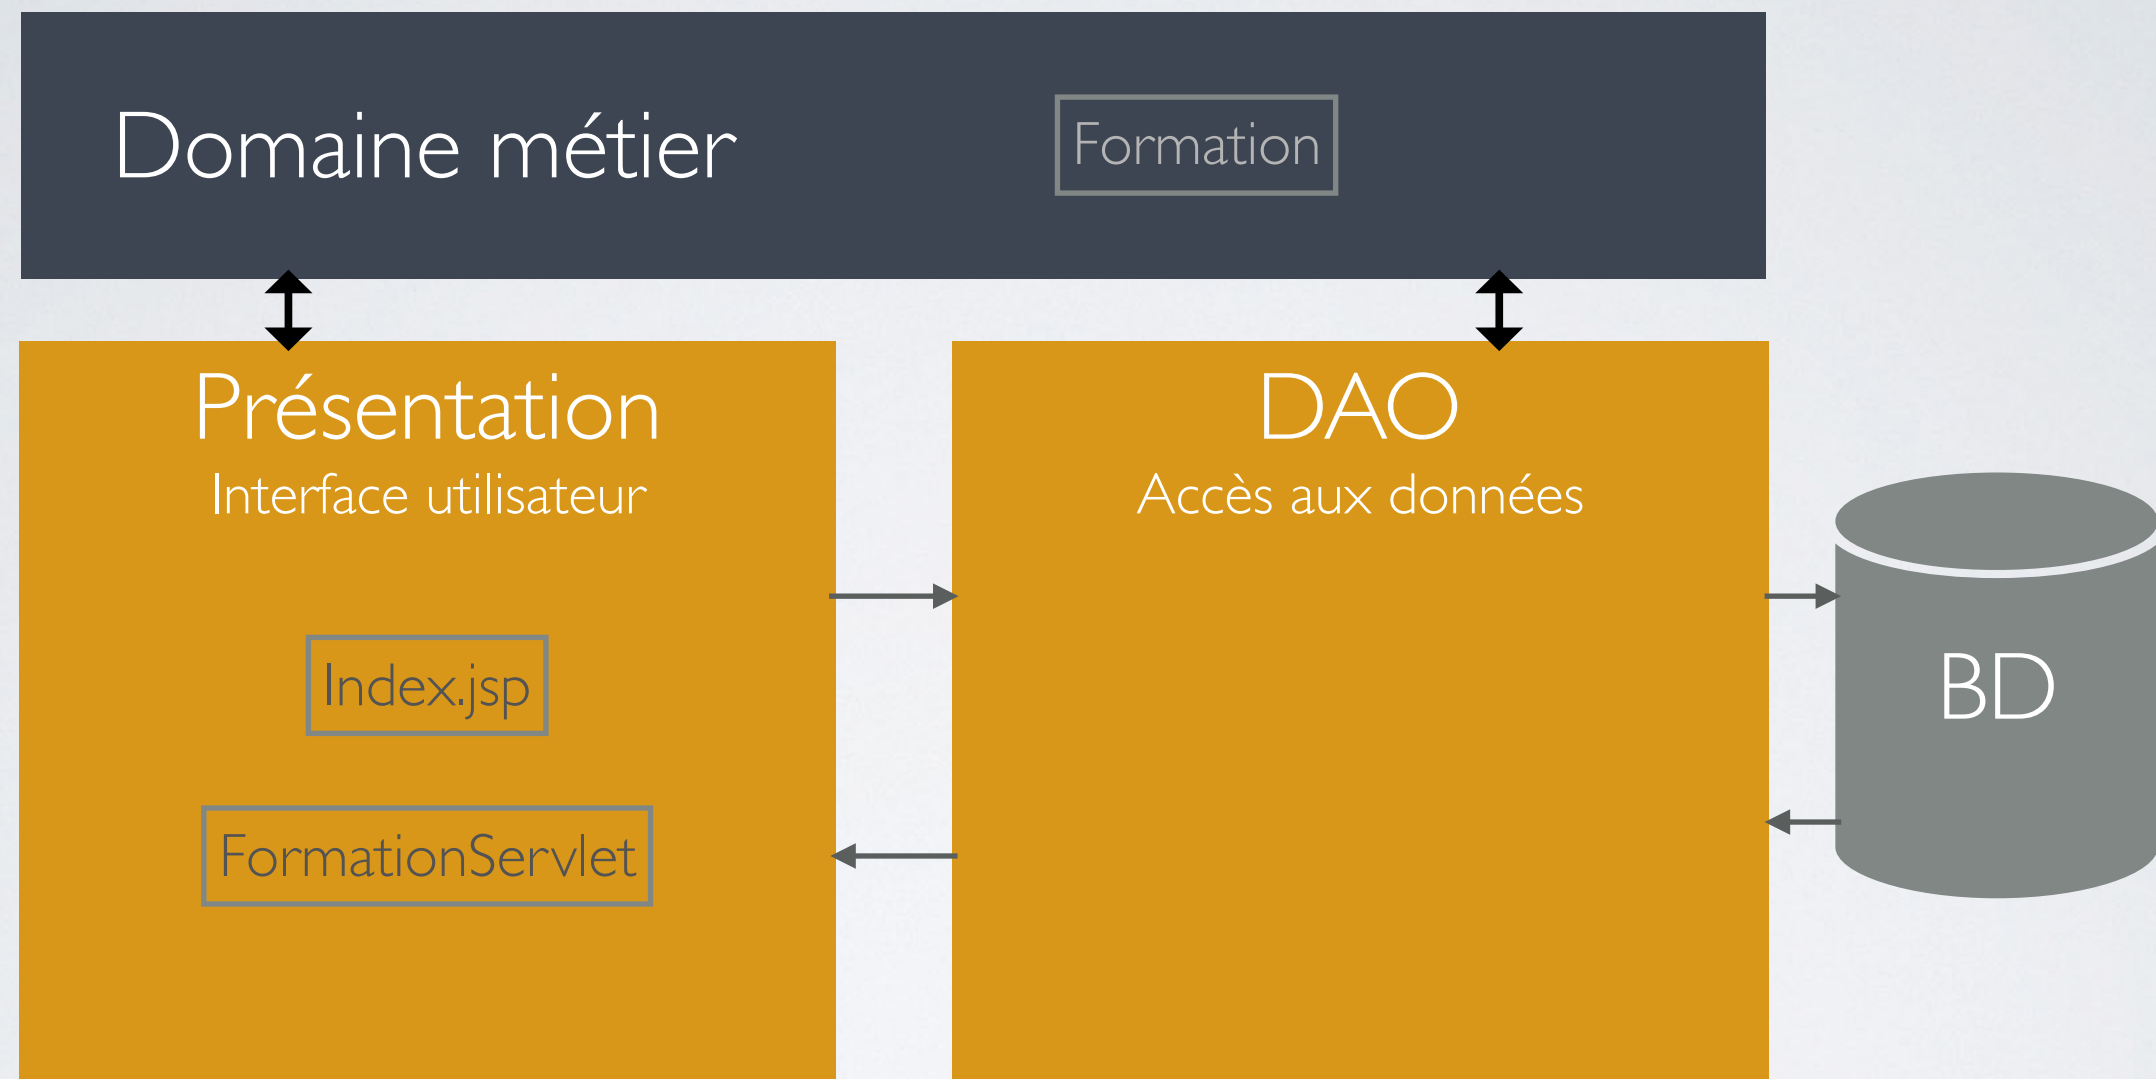 Domaine métier
Formation
Présentation
Interface utilisateur
Index.jsp
FormationServlet
DAO
Accès aux données
BD